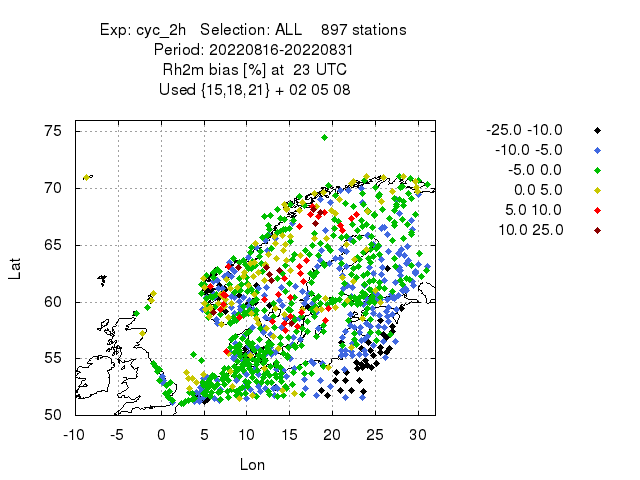 Exp: cyc_2h   Selection: ALL    897 stations
Period: 20220816-20220831
Rh2m bias [%] at  23 UTC
Used {15,18,21} + 02 05 08
-25.0 -10.0
-10.0 -5.0
-5.0 0.0
0.0 5.0
5.0 10.0
10.0 25.0
75
70
65
60
55
50
Lat
-10 -5 0 5 10 15 20 25 30
Lon